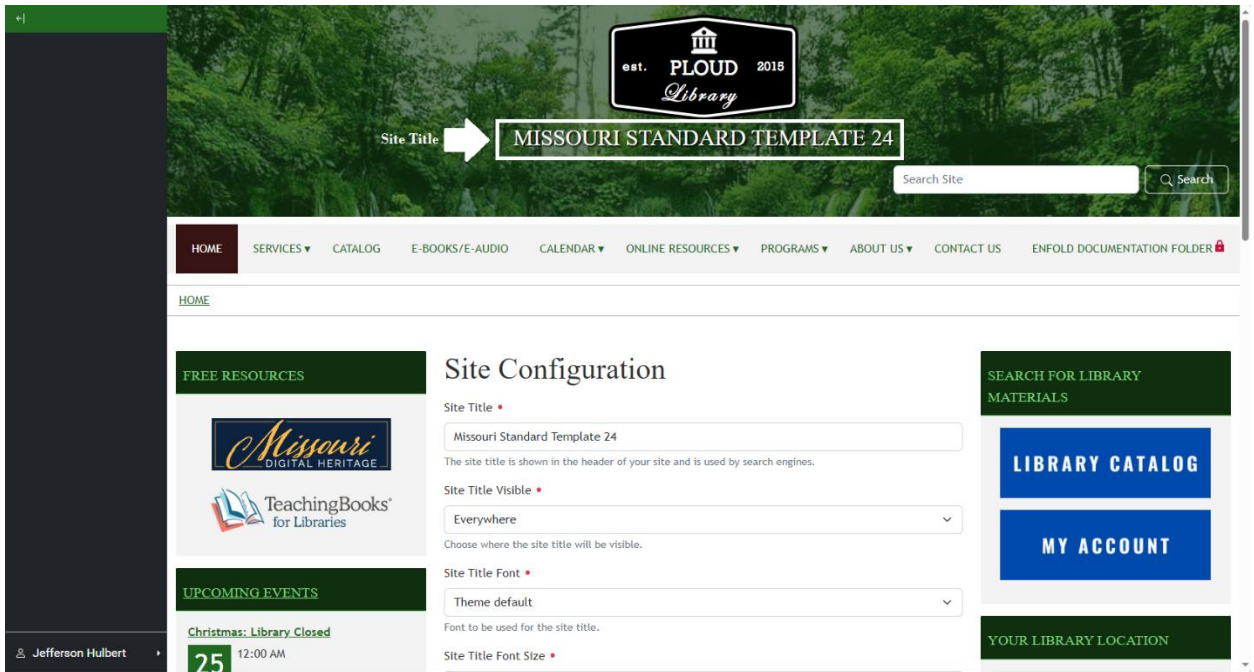 est. PLOUD 2015
Library
Site Title
MISSOURI STANDARD TEMPLATE 24
Search Site
Search
HOME SERVICES ▾ CATALOG E-BOOKS/E-AUDIO CALENDAR ▾ ONLINE RESOURCES ▾ PROGRAMS ▾ ABOUT US ▾ CONTACT US ENFOLD DOCUMENTATION FOLDER
HOME
FREE RESOURCES
Missouri
DIGITAL HERITAGE
TeachingBooks®
for Libraries
UPCOMING EVENTS
Christmas: Library Closed
25 12:00 AM
Site Configuration
Site Title •
Missouri Standard Template 24
The site title is shown in the header of your site and is used by search engines.
Site Title Visible •
Everywhere
Choose where the site title will be visible.
Site Title Font •
Theme default
Font to be used for the site title.
Site Title Font Size •
SEARCH FOR LIBRARY
MATERIALS
LIBRARY CATALOG
MY ACCOUNT
YOUR LIBRARY LOCATION
Jefferson Hulbert